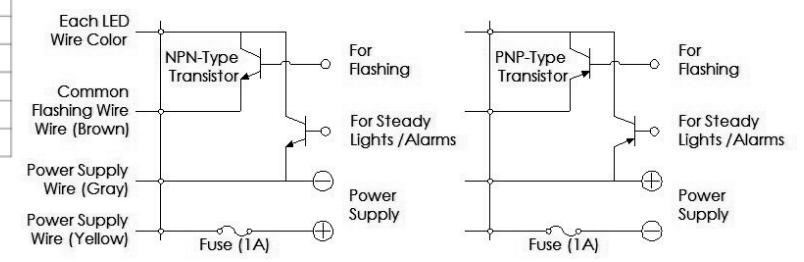 Each LED
Wire Color
NPN-Type
Transistor
For
Flashing
Common
Flashing Wire
Wire (Brown)
For Steady
Lights /Alarms
Power Supply
Wire (Gray)
Power
Supply
Power Supply
Wire (Yellow)
Fuse (1A)
PNP-Type
Transistor
For
Flashing
For Steady
Lights /Alarms
Power
Supply
Fuse (1A)